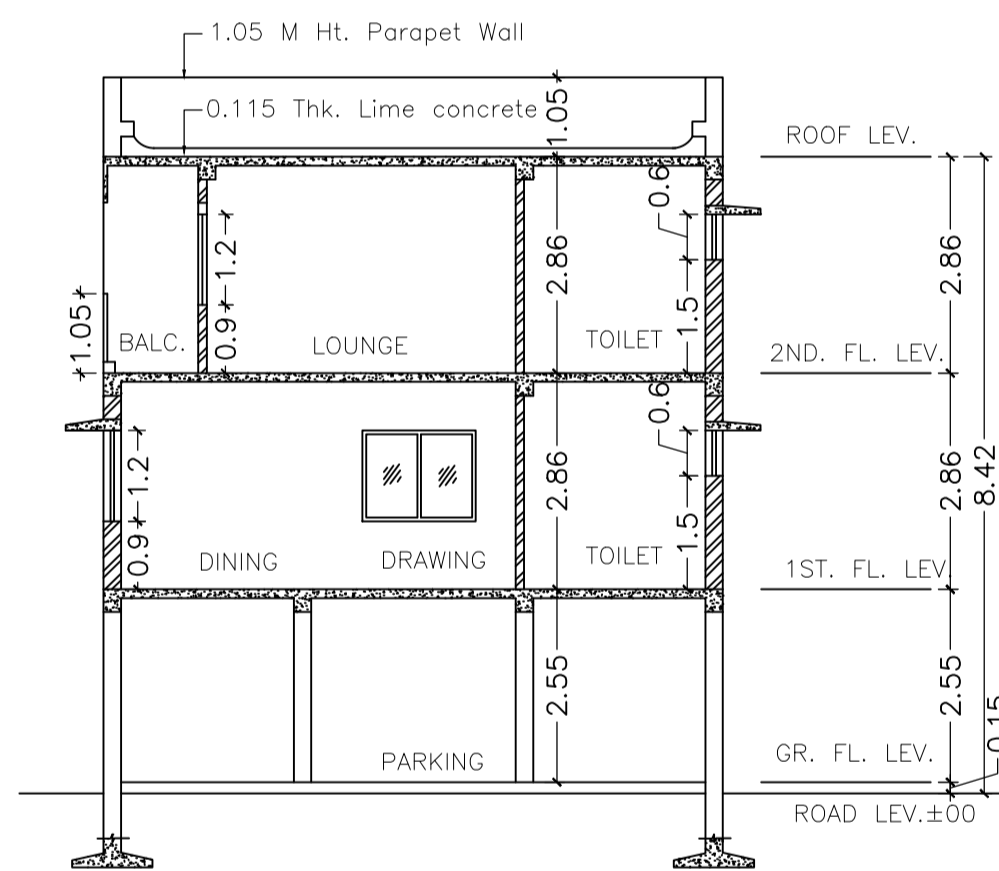 1.05 M Ht. Parapet Wall
0.115 Thk. Lime concrete
1.05
ROOF LEV.
0.6
2.86
2.86
1.2
1.5
1.05
0.9
BALC.
LOUNGE
TOILET
2ND. FL. LEV.
0.6
1.2
2.86
2.86
8.42
1.5
0.9
DINING
DRAWING
TOILET
1ST. FL. LEV.
2.55
2.55
PARKING
GR. FL. LEV.
0.15
ROAD LEV.±00